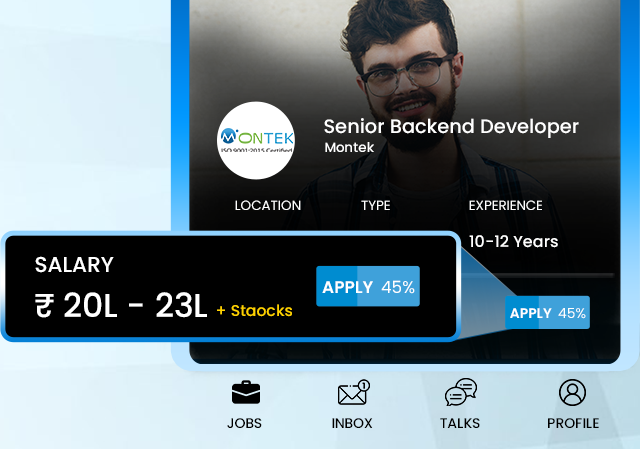 MONTEK
ISO 9001:2015 Certified
Senior Backend Developer
Montek
LOCATION TYPE EXPERIENCE
10-12 Years
SALARY
₹ 20L - 23L + Staocks
APPLY 45%
APPLY 45%
1
JOBS INBOX TALKS PROFILE